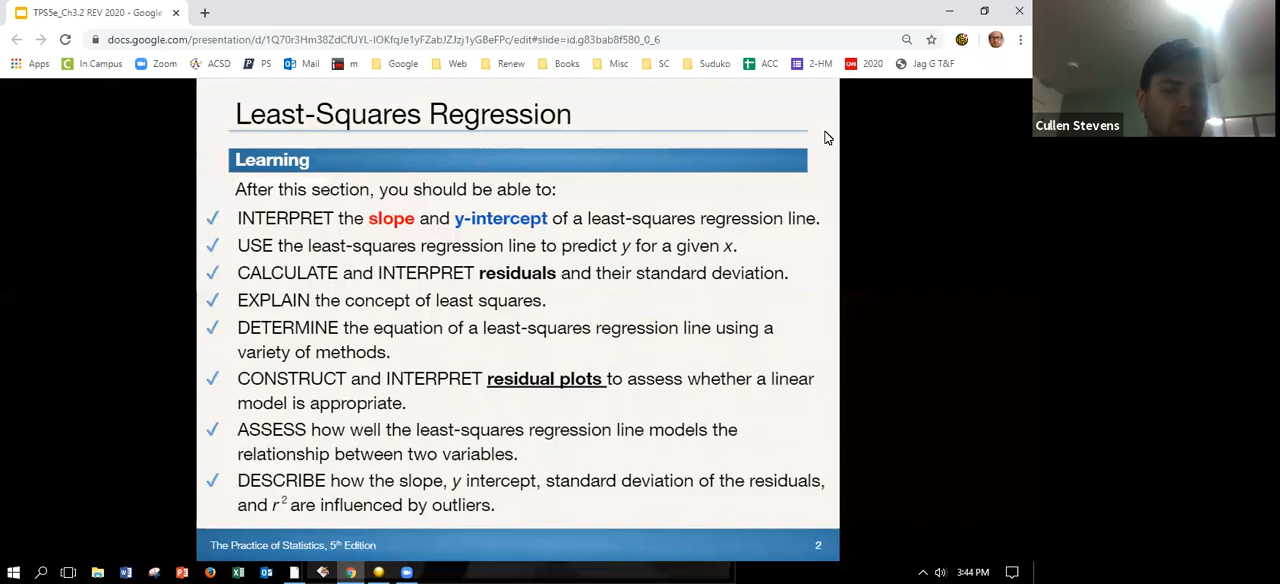 TPS5e_Ch3.2 REV 2020 - Google
docs.google.com/presentation/d/1Q70r3Hm38ZdCfUYL-IOKfqJe1yFZabJZJzj1yGBeFPc/edit#slide=id.g83bab8f580_0_6
Apps In Campus Zoom ACSD PS Mail m Google Web Renew Books Misc SC Suduko ACC 2-HM 2020 Jag G T&F
Cullen Stevens
Least-Squares Regression
Learning
After this section, you should be able to:
✓ INTERPRET the slope and y-intercept of a least-squares regression line.
✓ USE the least-squares regression line to predict y for a given x.
✓ CALCULATE and INTERPRET residuals and their standard deviation.
✓ EXPLAIN the concept of least squares.
✓ DETERMINE the equation of a least-squares regression line using a
variety of methods.
✓ CONSTRUCT and INTERPRET residual plots to assess whether a linear
model is appropriate.
✓ ASSESS how well the least-squares regression line models the
relationship between two variables.
✓ DESCRIBE how the slope, y intercept, standard deviation of the residuals,
and r² are influenced by outliers.
The Practice of Statistics, 5th Edition 2
3:44 PM